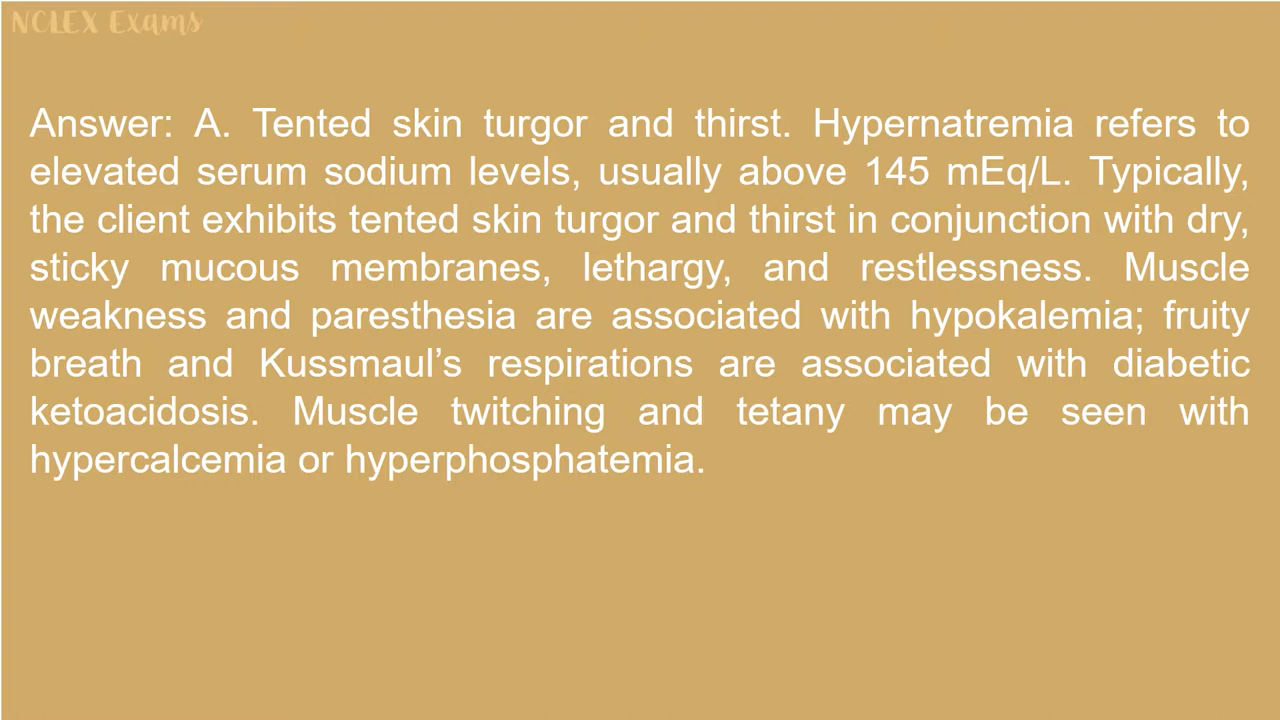 NCLEX Exams
Answer: A. Tented skin turgor and thirst. Hypernatremia refers to
elevated serum sodium levels, usually above 145 mEq/L. Typically,
the client exhibits tented skin turgor and thirst in conjunction with dry,
sticky mucous membranes, lethargy, and restlessness. Muscle
weakness and paresthesia are associated with hypokalemia; fruity
breath and Kussmaul’s respirations are associated with diabetic
ketoacidosis. Muscle twitching and tetany may be seen with
hypercalcemia or hyperphosphatemia.